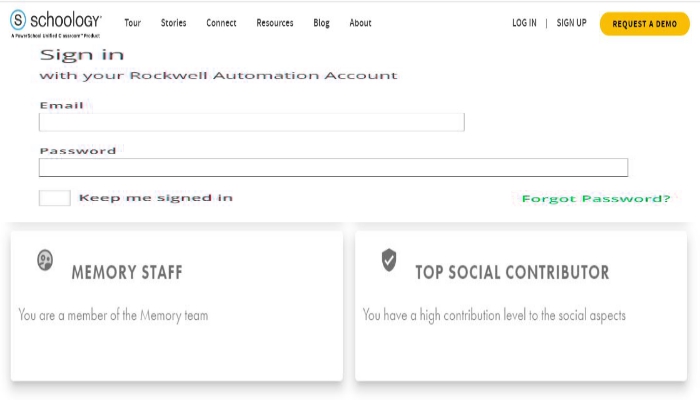 schoology
Tour Stories Connect Resources Blog About LOG IN | SIGN UP REQUEST A DEMO
A PowerSchool Unified Classroom™ Product
Sign in
with your Rockwell Automation Account
Email
Password
Keep me signed in Forgot Password?
MEMORY STAFF
You are a member of the Memory team
TOP SOCIAL CONTRIBUTOR
You have a high contribution level to the social aspects